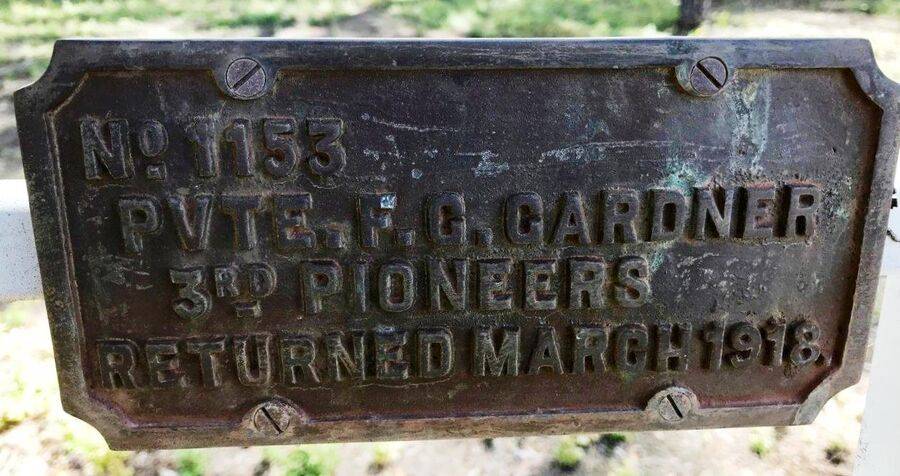 No 1153
PVTE. F. G. GARDNER
3RD PIONEERS
RETURNED MARCH 1918